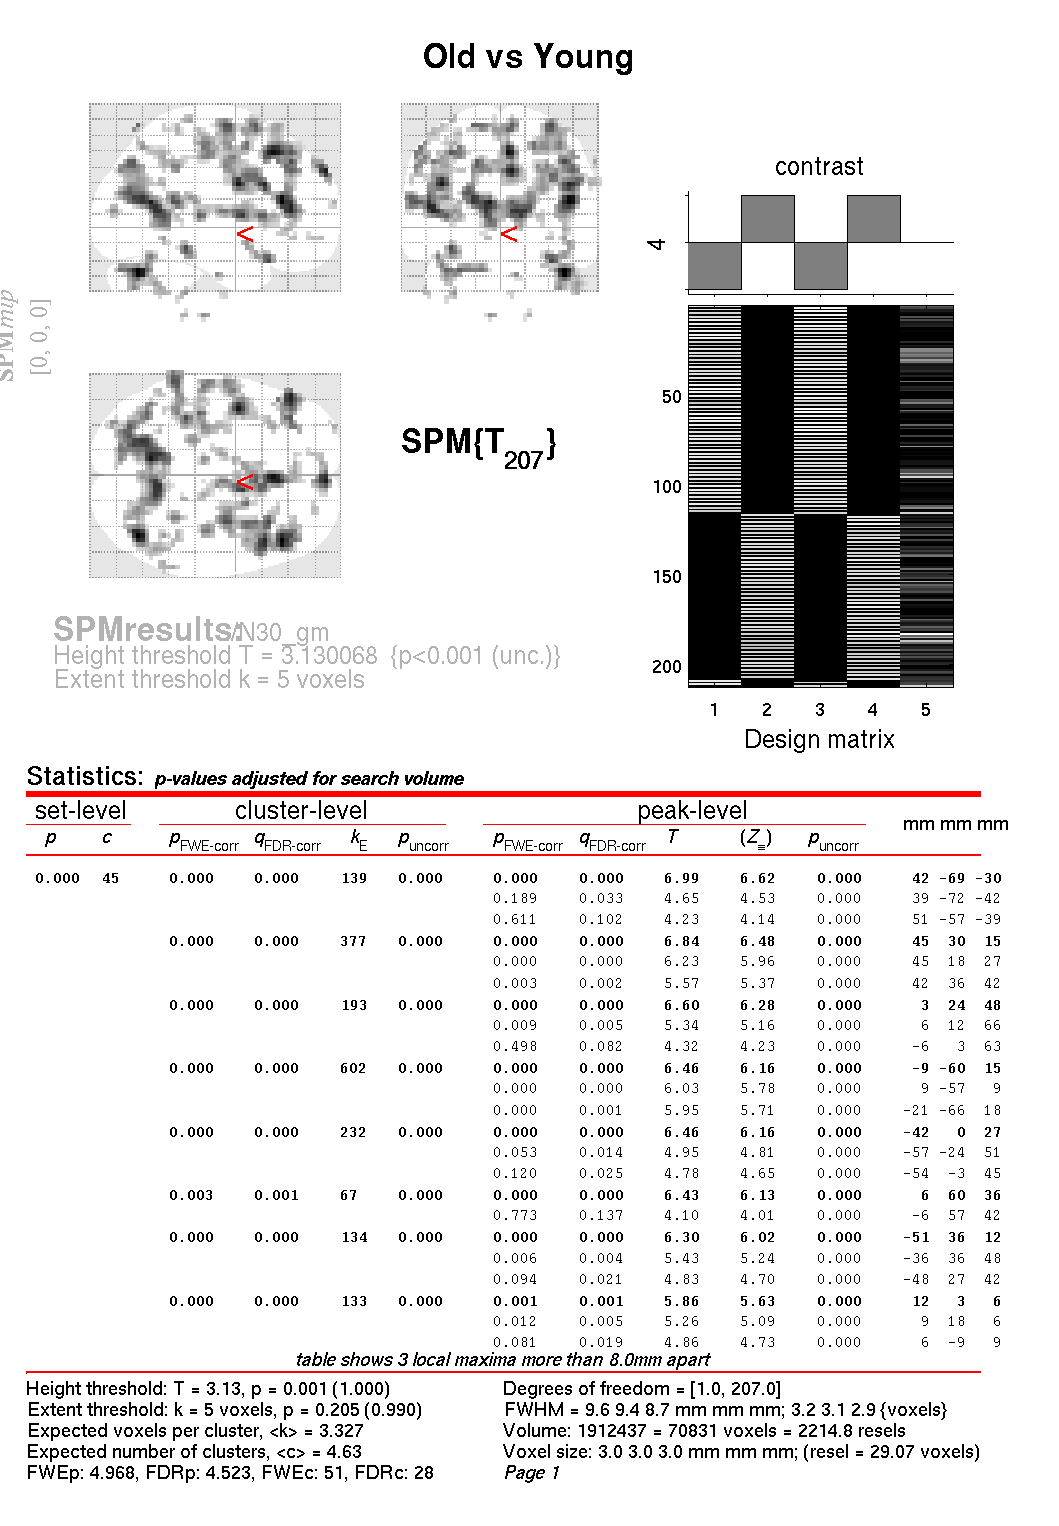 Old vs Young
contrast
4
SPMmip
[0, 0, 0]
<
<
<
SPM{T207}
50
100
150
200
1 2 3 4 5
Design matrix
SPMresults: ./N30_gm
Height threshold T = 3.130068 {p<0.001 (unc.)}
Extent threshold k = 5 voxels
Statistics: p-values adjusted for search volume
set-level cluster-level peak-level mm mm mm
p c pFWE-corr qFDR-corr kE puncorr pFWE-corr qFDR-corr T (Z≡) puncorr
0.000 45 0.000 0.000 139 0.000 0.000 0.000 6.99 6.62 0.000 42 -69 -30
0.189 0.033 4.65 4.53 0.000 39 -72 -42
0.611 0.102 4.23 4.14 0.000 51 -57 -39
0.000 0.000 377 0.000 0.000 0.000 6.84 6.48 0.000 45 30 15
0.000 0.000 6.23 5.96 0.000 45 18 27
0.003 0.002 5.57 5.37 0.000 42 36 42
0.000 0.000 193 0.000 0.000 0.000 6.60 6.28 0.000 3 24 48
0.009 0.005 5.34 5.16 0.000 6 12 66
0.498 0.082 4.32 4.23 0.000 -6 3 63
0.000 0.000 602 0.000 0.000 0.000 6.46 6.16 0.000 -9 -60 15
0.000 0.000 6.03 5.78 0.000 9 -57 9
0.000 0.001 5.95 5.71 0.000 -21 -66 18
0.000 0.000 232 0.000 0.000 0.000 6.46 6.16 0.000 -42 0 27
0.053 0.014 4.95 4.81 0.000 -57 -24 51
0.120 0.025 4.78 4.65 0.000 -54 -3 45
0.003 0.001 67 0.000 0.000 0.000 6.43 6.13 0.000 6 60 36
0.773 0.137 4.10 4.01 0.000 -6 57 42
0.000 0.000 134 0.000 0.000 0.000 6.30 6.02 0.000 -51 36 12
0.006 0.004 5.43 5.24 0.000 -36 36 48
0.094 0.021 4.83 4.70 0.000 -48 27 42
0.000 0.000 133 0.000 0.001 0.001 5.86 5.63 0.000 12 3 6
0.012 0.005 5.26 5.09 0.000 9 18 6
0.081 0.019 4.86 4.73 0.000 6 -9 9
table shows 3 local maxima more than 8.0mm apart
Height threshold: T = 3.13, p = 0.001 (1.000)
Extent threshold: k = 5 voxels, p = 0.205 (0.990)
Expected voxels per cluster, <k> = 3.327
Expected number of clusters, <c> = 4.63
FWEp: 4.968, FDRp: 4.523, FWEc: 51, FDRc: 28
Degrees of freedom = [1.0, 207.0]
FWHM = 9.6 9.4 8.7 mm mm mm; 3.2 3.1 2.9 {voxels}
Volume: 1912437 = 70831 voxels = 2214.8 resels
Voxel size: 3.0 3.0 3.0 mm mm mm; (resel = 29.07 voxels)
Page 1